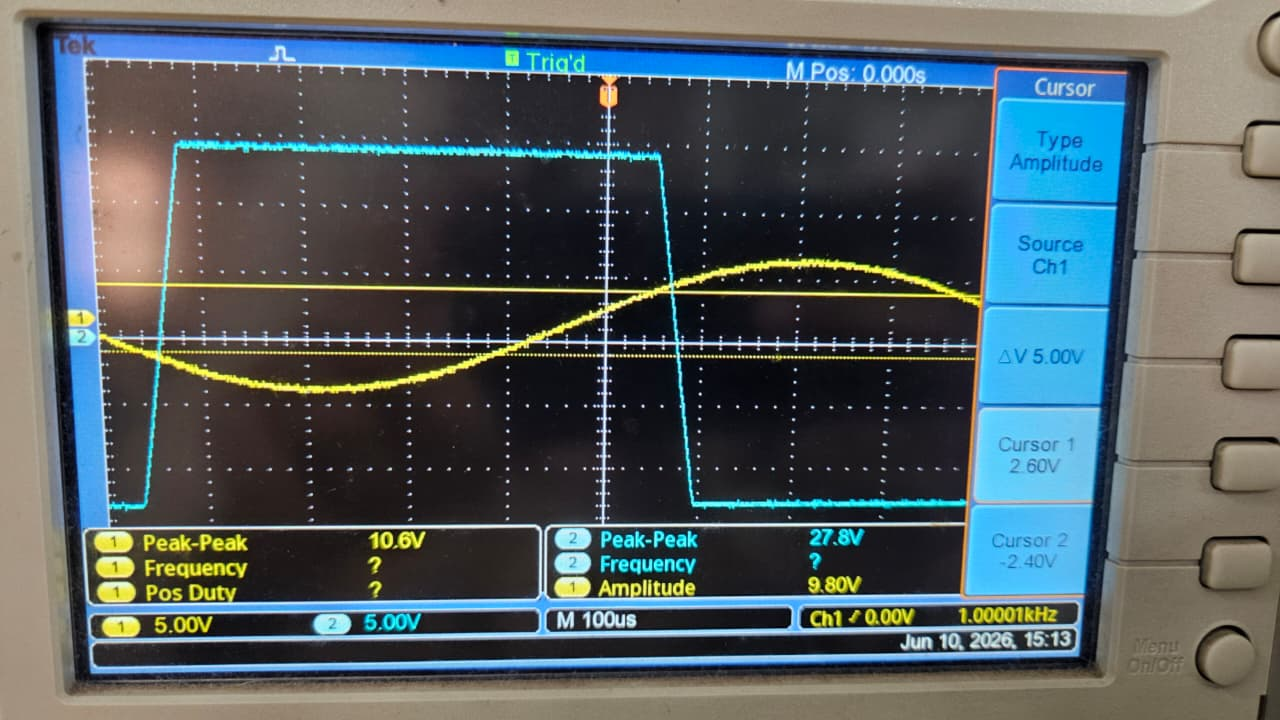 Tek
T Trig'd
M Pos: 0.000s
T
Cursor
Type
Amplitude
Source
Ch1
ΔV 5.00V
Cursor 1
2.60V
Cursor 2
-2.40V
1
2
1 Peak-Peak 10.6V
1 Frequency ?
1 Pos Duty ?
2 Peak-Peak 27.8V
2 Frequency ?
1 Amplitude 9.80V
1 5.00V 2 5.00V
M 100us
Ch1 / 0.00V 1.00001kHz
Jun 10, 2026, 15:13
Menu
On/Off